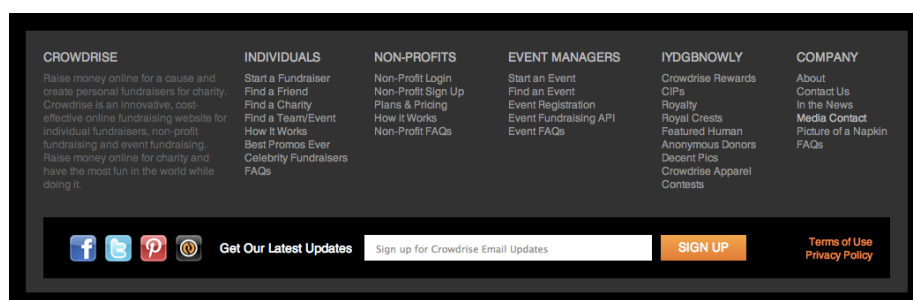 CROWDRISE
Raise money online for a cause and
create personal fundraisers for charity.
Crowdrise is an innovative, cost-
effective online fundraising website for
individual fundraisers, non-profit
fundraising and event fundraising.
Raise money online for charity and
have the most fun in the world while
doing it.
INDIVIDUALS
Start a Fundraiser
Find a Friend
Find a Charity
Find a Team/Event
How It Works
Best Promos Ever
Celebrity Fundraisers
FAQs
NON-PROFITS
Non-Profit Login
Non-Profit Sign Up
Plans & Pricing
How it Works
Non-Profit FAQs
EVENT MANAGERS
Start an Event
Find an Event
Event Registration
Event Fundraising API
Event FAQs
IYDGBNOWLY
Crowdrise Rewards
CIPs
Royalty
Royal Crests
Featured Human
Anonymous Donors
Decent Pics
Crowdrise Apparel
Contests
COMPANY
About
Contact Us
In the News
Media Contact
Picture of a Napkin
FAQs
Get Our Latest Updates
Sign up for Crowdrise Email Updates
SIGN UP
Terms of Use
Privacy Policy